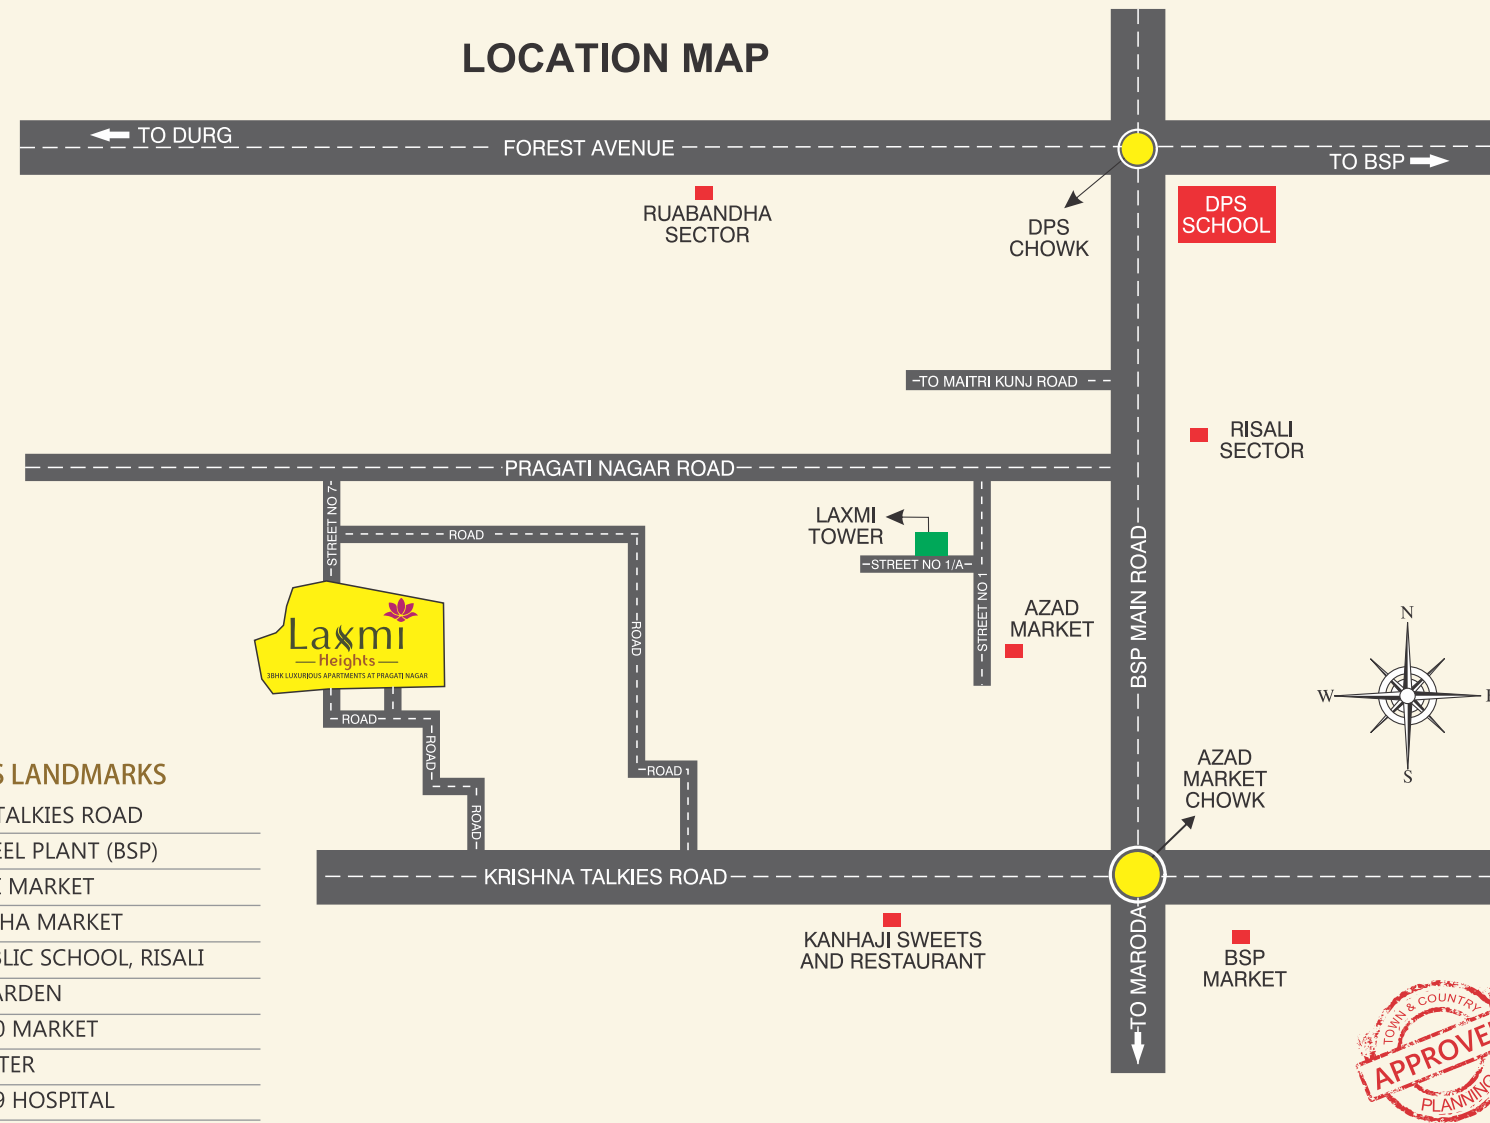 LOCATION MAP
TO DURG
FOREST AVENUE
TO BSP
RUABANDHA
SECTOR
DPS
CHOWK
DPS
SCHOOL
TO MAITRI KUNJ ROAD
RISALI
SECTOR
PRAGATI NAGAR ROAD
STREET NO 7
ROAD
LAXMI
TOWER
STREET NO 1/A
STREET NO 1
AZAD
MARKET
BSP MAIN ROAD
ROAD
Laxmi
Heights
3BHK LUXURIOUS APARTMENTS AT PRAGATI NAGAR
N
W
S
ROAD
ROAD
ROAD
ROAD
AZAD
MARKET
CHOWK
S LANDMARKS
TALKIES ROAD
EEL PLANT (BSP)
MARKET
HA MARKET
BLIC SCHOOL, RISALI
ARDEN
0 MARKET
TER
9 HOSPITAL
KRISHNA TALKIES ROAD
KANHAJI SWEETS
AND RESTAURANT
TO MARODA
BSP
MARKET
TOWN & COUNTRY
APPROVE
PLANNING